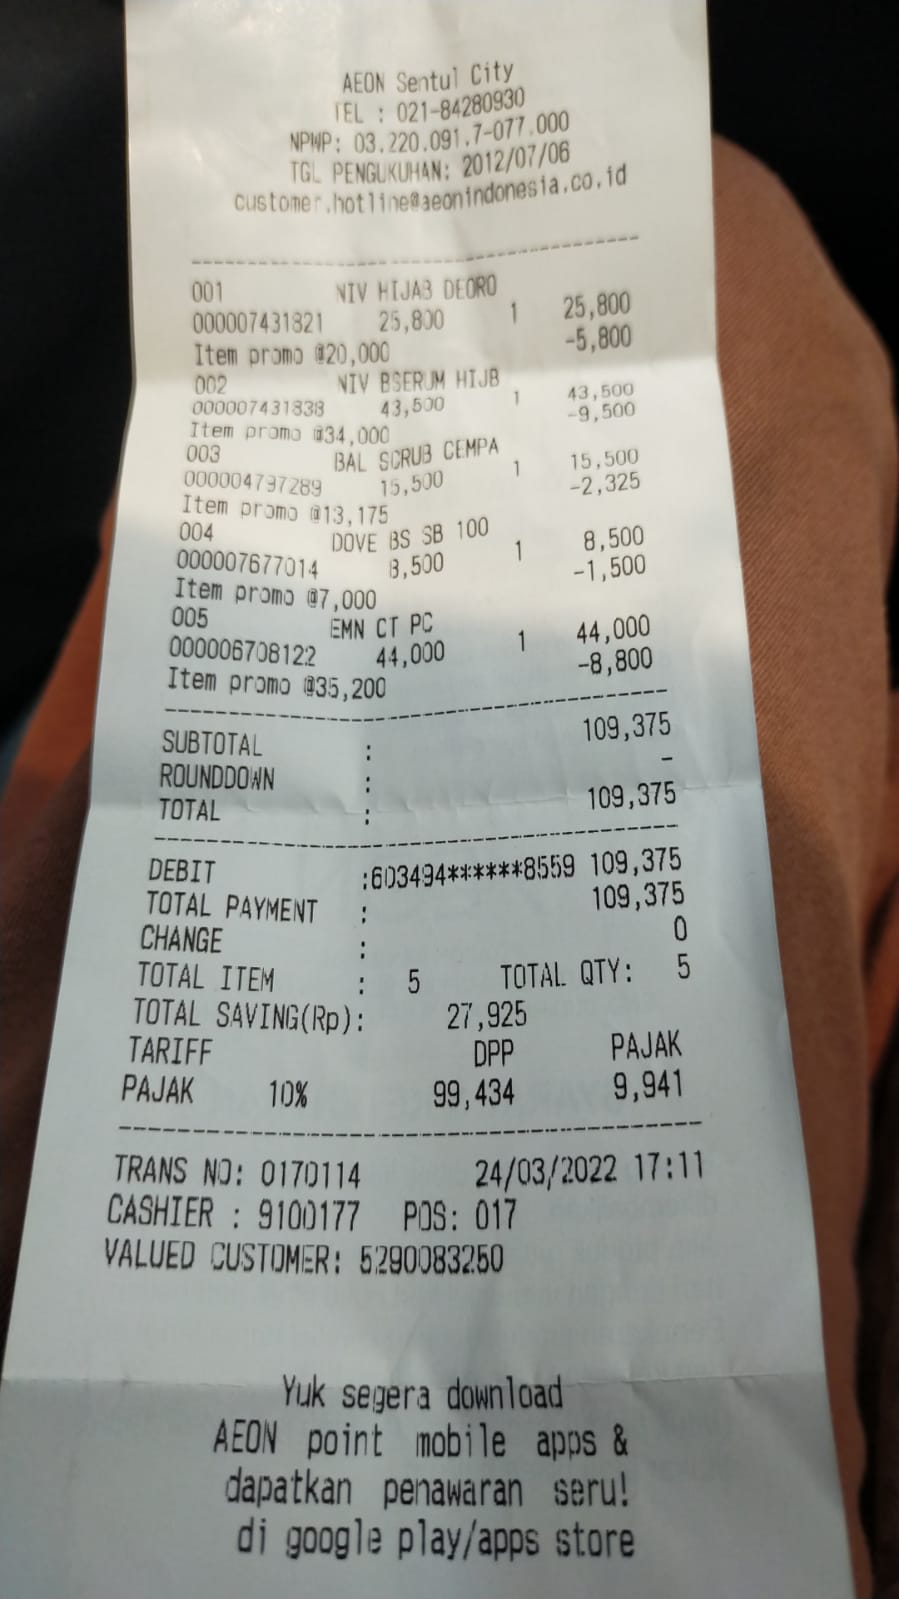 AEON Sentul City
TEL : 021-84280930
NPWP: 03.220.091.7-077.000
TGL PENGUKUHAN: 2012/07/06
customer.hotline@aeonindonesia.co.id
001 NIV HIJAB DEORO
000007431821 25,800 1 25,800
Item promo @20,000 -5,800
002 NIV BSERUM HIJB
000007431838 43,500 1 43,500
Item promo @34,000 -9,500
003 BAL SCRUB CEMPA
000004797289 15,500 1 15,500
Item promo @13,175 -2,325
004 DOVE BS SB 100
000007677014 8,500 1 8,500
Item promo @7,000 -1,500
005 EMN CT PC
000006708122 44,000 1 44,000
Item promo @35,200 -8,800
SUBTOTAL : 109,375
ROUNDDOWN : -
TOTAL : 109,375
DEBIT :603494******8559 109,375
TOTAL PAYMENT : 109,375
CHANGE : 0
TOTAL ITEM : 5 TOTAL QTY: 5
TOTAL SAVING(Rp): 27,925
TARIFF DPP PAJAK
PAJAK 10% 99,434 9,941
TRANS NO: 0170114 24/03/2022 17:11
CASHIER : 9100177 POS: 017
VALUED CUSTOMER: 5290083250
Yuk segera download
AEON point mobile apps &
dapatkan penawaran seru!
di google play/apps store